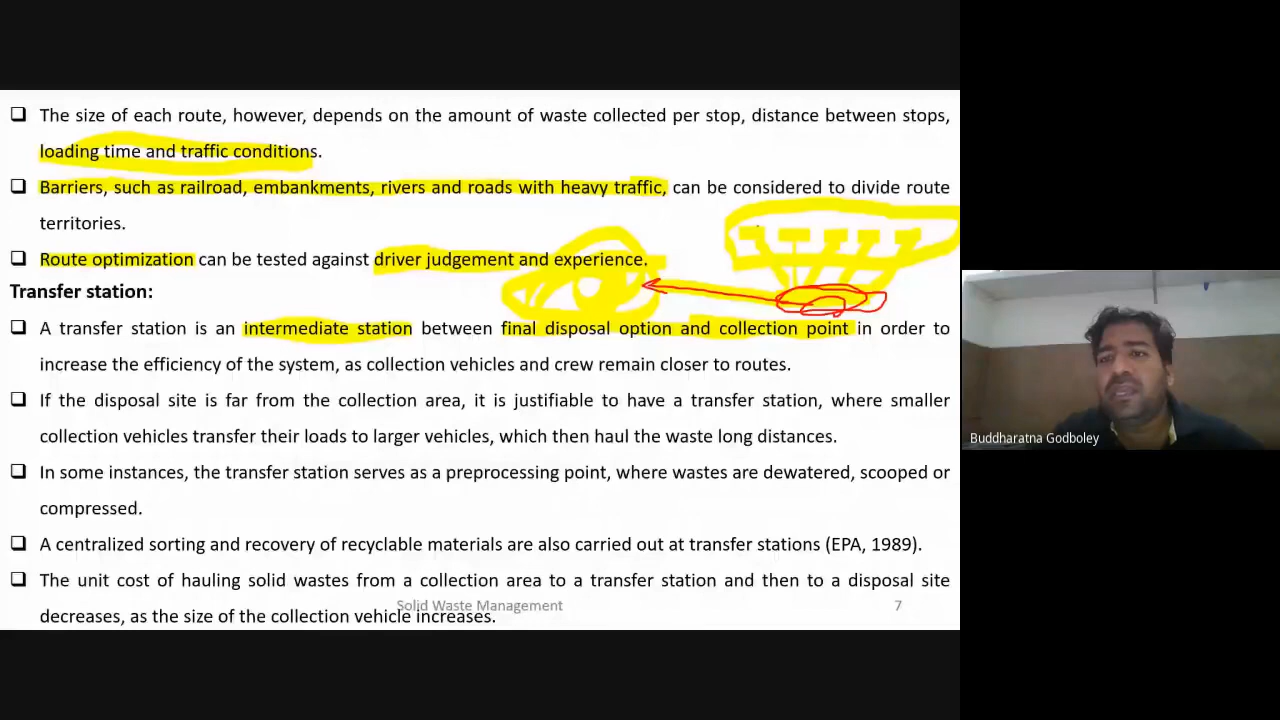 ❑ The size of each route, however, depends on the amount of waste collected per stop, distance between stops,
loading time and traffic conditions.
❑ Barriers, such as railroad, embankments, rivers and roads with heavy traffic, can be considered to divide route
territories.
❑ Route optimization can be tested against driver judgement and experience.
Transfer station:
❑ A transfer station is an intermediate station between final disposal option and collection point in order to
increase the efficiency of the system, as collection vehicles and crew remain closer to routes.
❑ If the disposal site is far from the collection area, it is justifiable to have a transfer station, where smaller
collection vehicles transfer their loads to larger vehicles, which then haul the waste long distances.
❑ In some instances, the transfer station serves as a preprocessing point, where wastes are dewatered, scooped or
compressed.
❑ A centralized sorting and recovery of recyclable materials are also carried out at transfer stations (EPA, 1989).
❑ The unit cost of hauling solid wastes from a collection area to a transfer station and then to a disposal site
decreases, as the size of the collection vehicle increases.
Solid Waste Management 7
Buddharatna Godboley